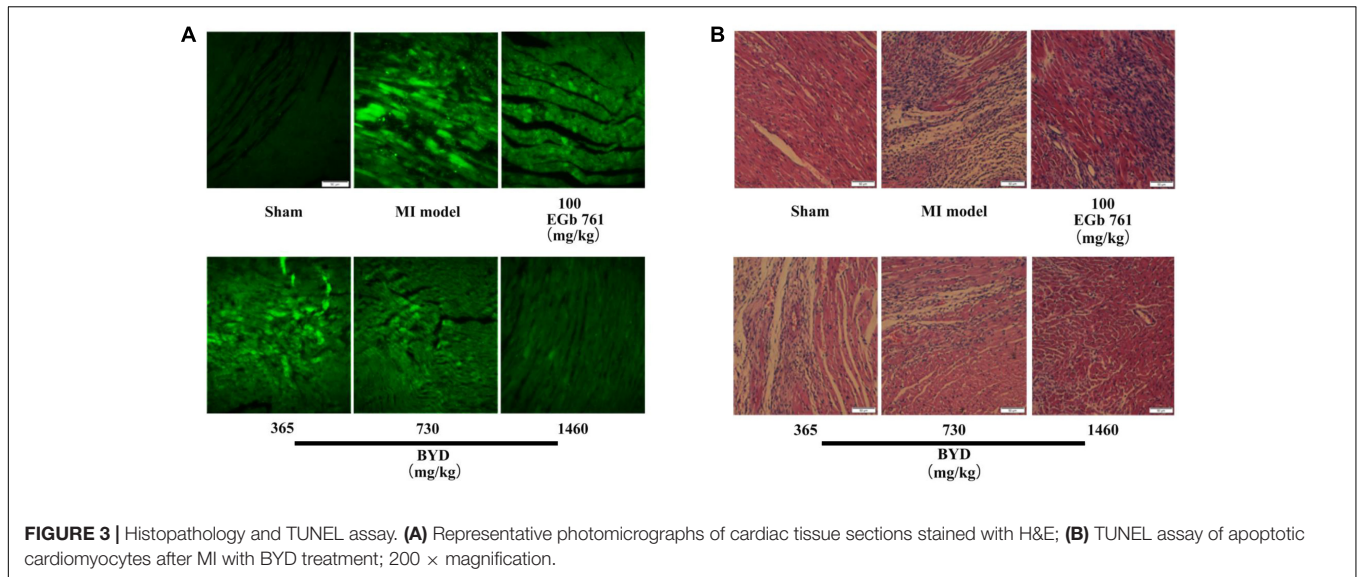 A
B
Sham
MI model
100
EGb 761
(mg/kg)
Sham
MI model
100
EGb 761
(mg/kg)
365
730
1460
BYD
(mg/kg)
365
730
1460
BYD
(mg/kg)
FIGURE 3 | Histopathology and TUNEL assay. (A) Representative photomicrographs of cardiac tissue sections stained with H&E; (B) TUNEL assay of apoptotic
cardiomyocytes after MI with BYD treatment; 200 × magnification.